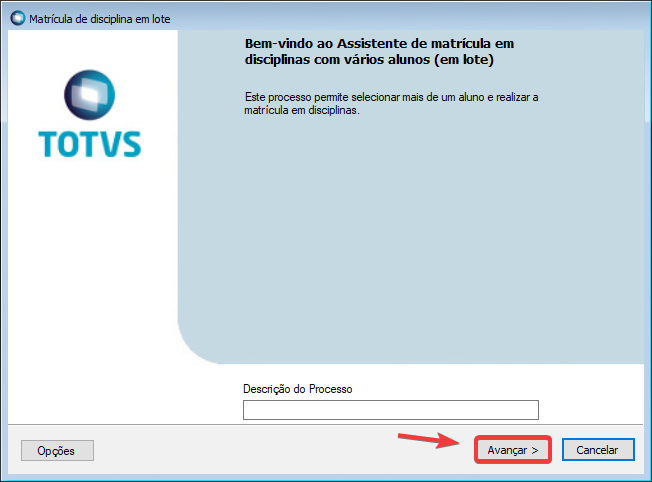 Matrícula de disciplina em lote
Bem-vindo ao Assistente de matrícula em
disciplinas com vários alunos (em lote)
Este processo permite selecionar mais de um aluno e realizar a
matrícula em disciplinas.
TOTVS
Descrição do Processo
Opções
Avançar >
Cancelar